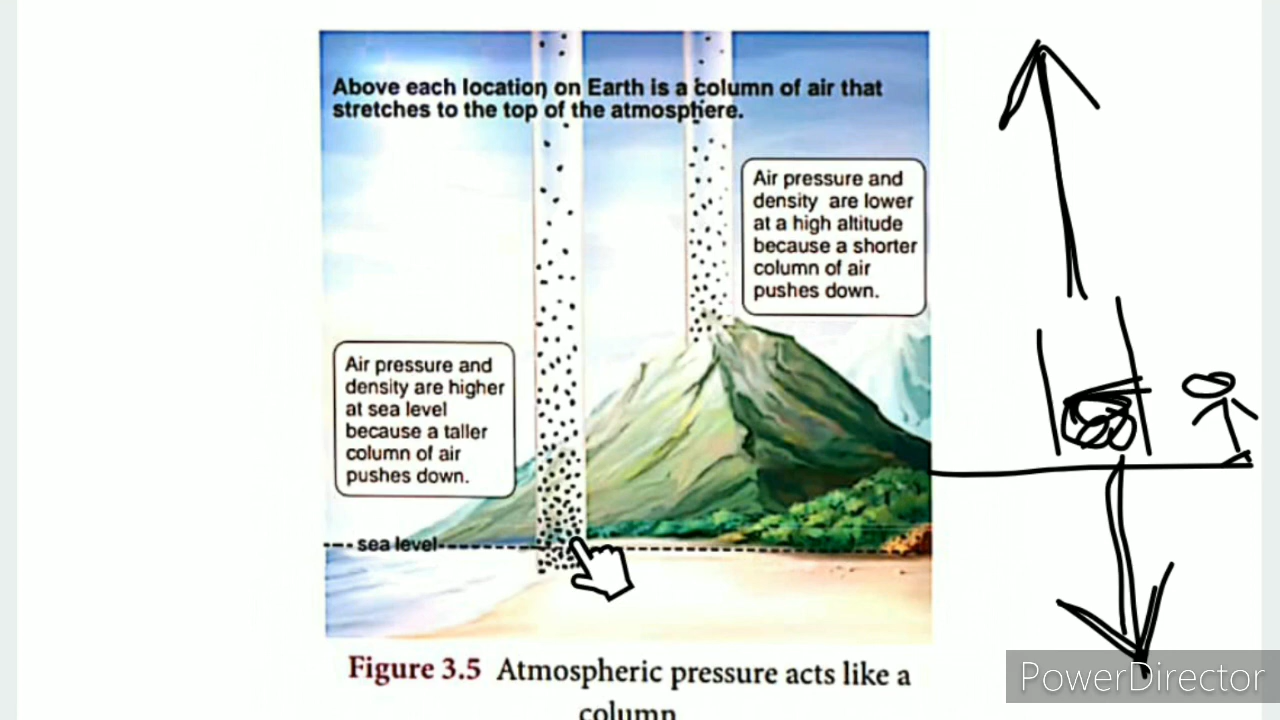 Above each location on Earth is a column of air that
stretches to the top of the atmosphere.
Air pressure and
density are lower
at a high altitude
because a shorter
column of air
pushes down.
Air pressure and
density are higher
at sea level
because a taller
column of air
pushes down.
sea level
Figure 3.5 Atmospheric pressure acts like a
column
PowerDirector